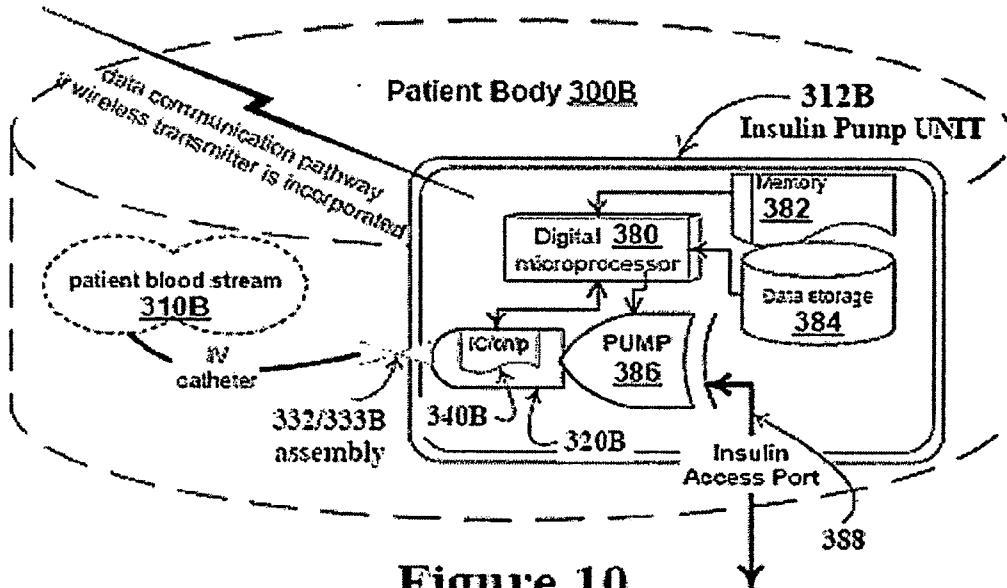 data communication pathway
if wireless transmitter is incorporated
Patient Body 300B
312B
Insulin Pump UNIT
Memory
382
Digital 380
microprocessor
patient blood stream
310B
Data storage
384
IC/chip
PUMP
386
IV
catheter
332/333B
assembly
340B
320B
Insulin
Access Port
388
Figure 10